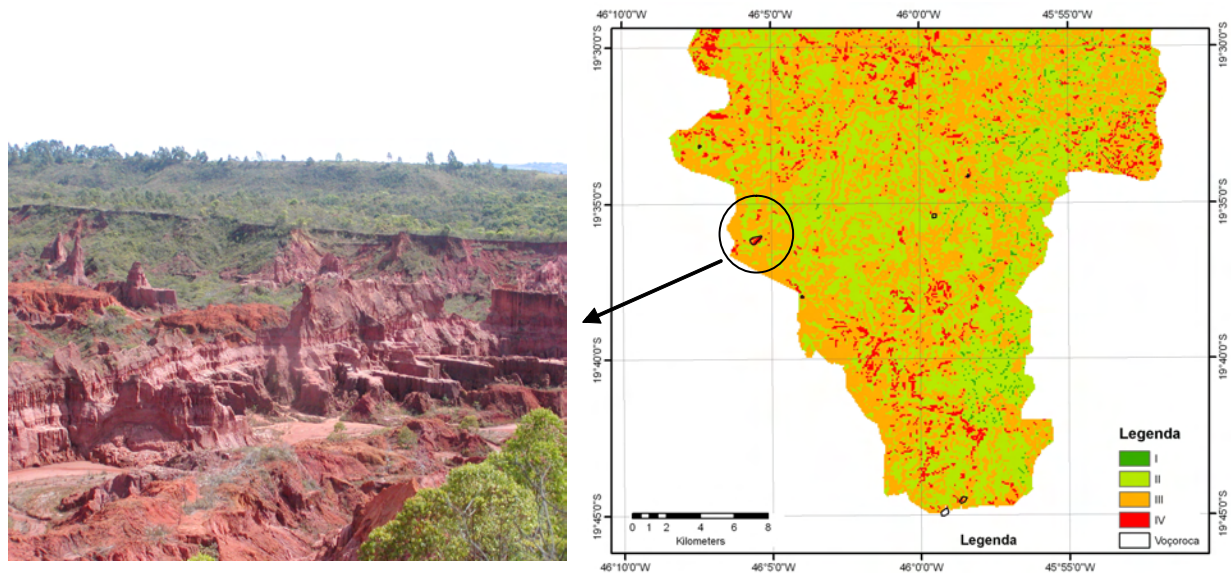 46°10'0"W 46°5'0"W 46°0'0"W 45°55'0"W
19°30'0"S 19°30'0"S
19°35'0"S 19°35'0"S
19°40'0"S 19°40'0"S
Legenda
I
II
III
IV
Voçoroca
19°45'0"S 19°45'0"S
0 1 2 4 6 8
Kilometers
Legenda
46°10'0"W 46°5'0"W 46°0'0"W 45°55'0"W